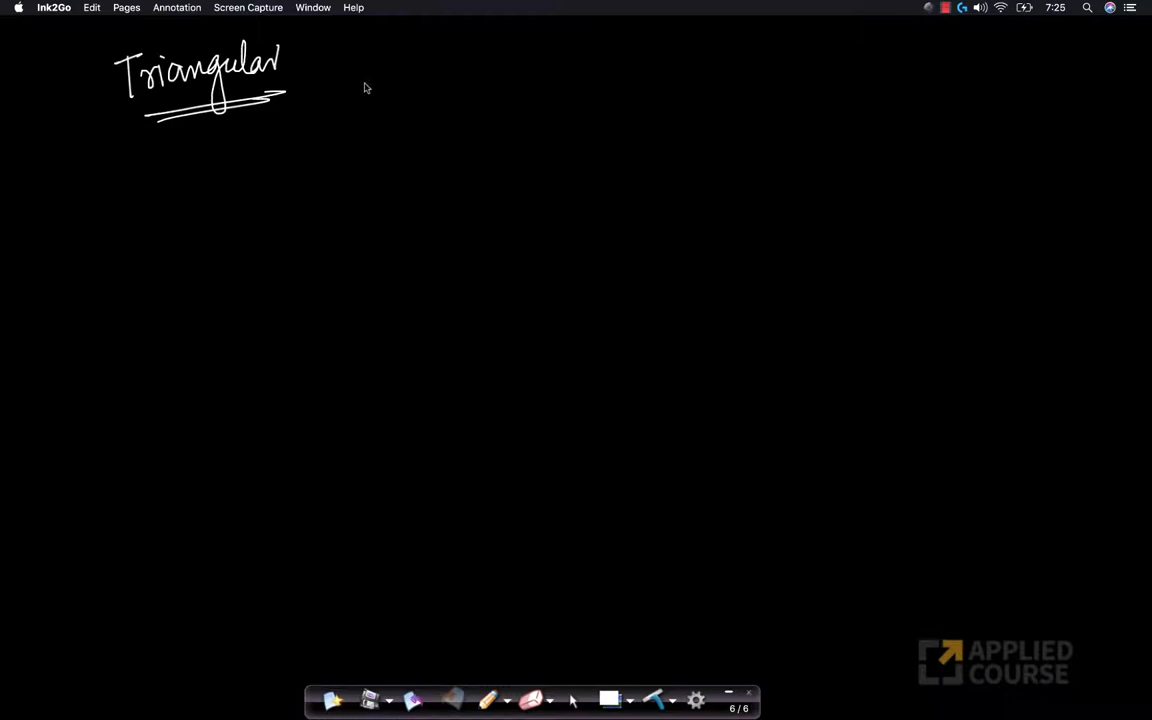 Ink2Go Edit Pages Annotation Screen Capture Window Help 7:25
Triangular
APPLIED
COURSE
6 / 6